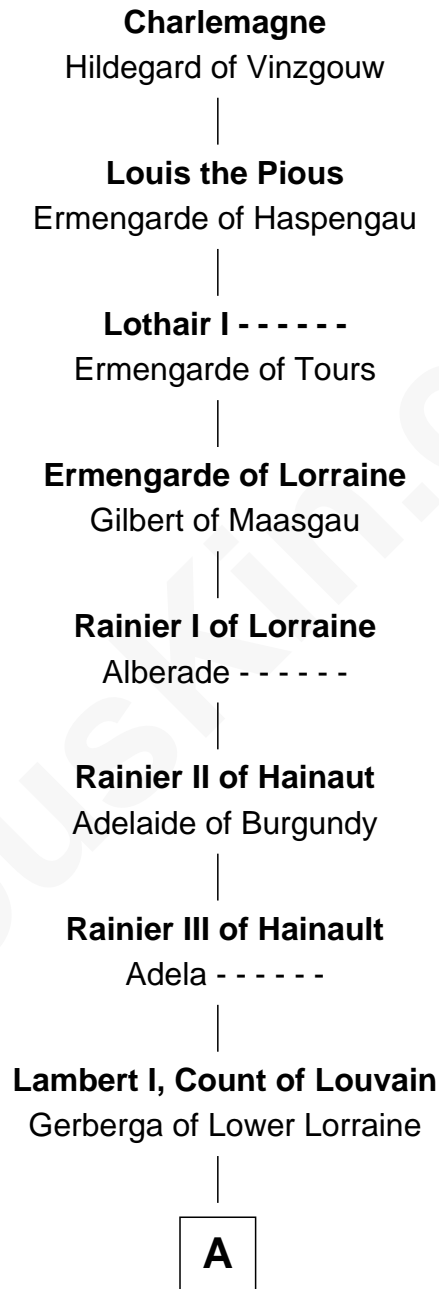 Charlemagne
Hildegard of Vinzgouw
Louis the Pious
Ermengarde of Haspengau
Lothair I - - - - - -
Ermengarde of Tours
Ermengarde of Lorraine
Gilbert of Maasgau
Rainier I of Lorraine
Alberade - - - - - -
Rainier II of Hainaut
Adelaide of Burgundy
Rainier III of Hainault
Adela - - - - - -
Lambert I, Count of Louvain
Gerberga of Lower Lorraine
A